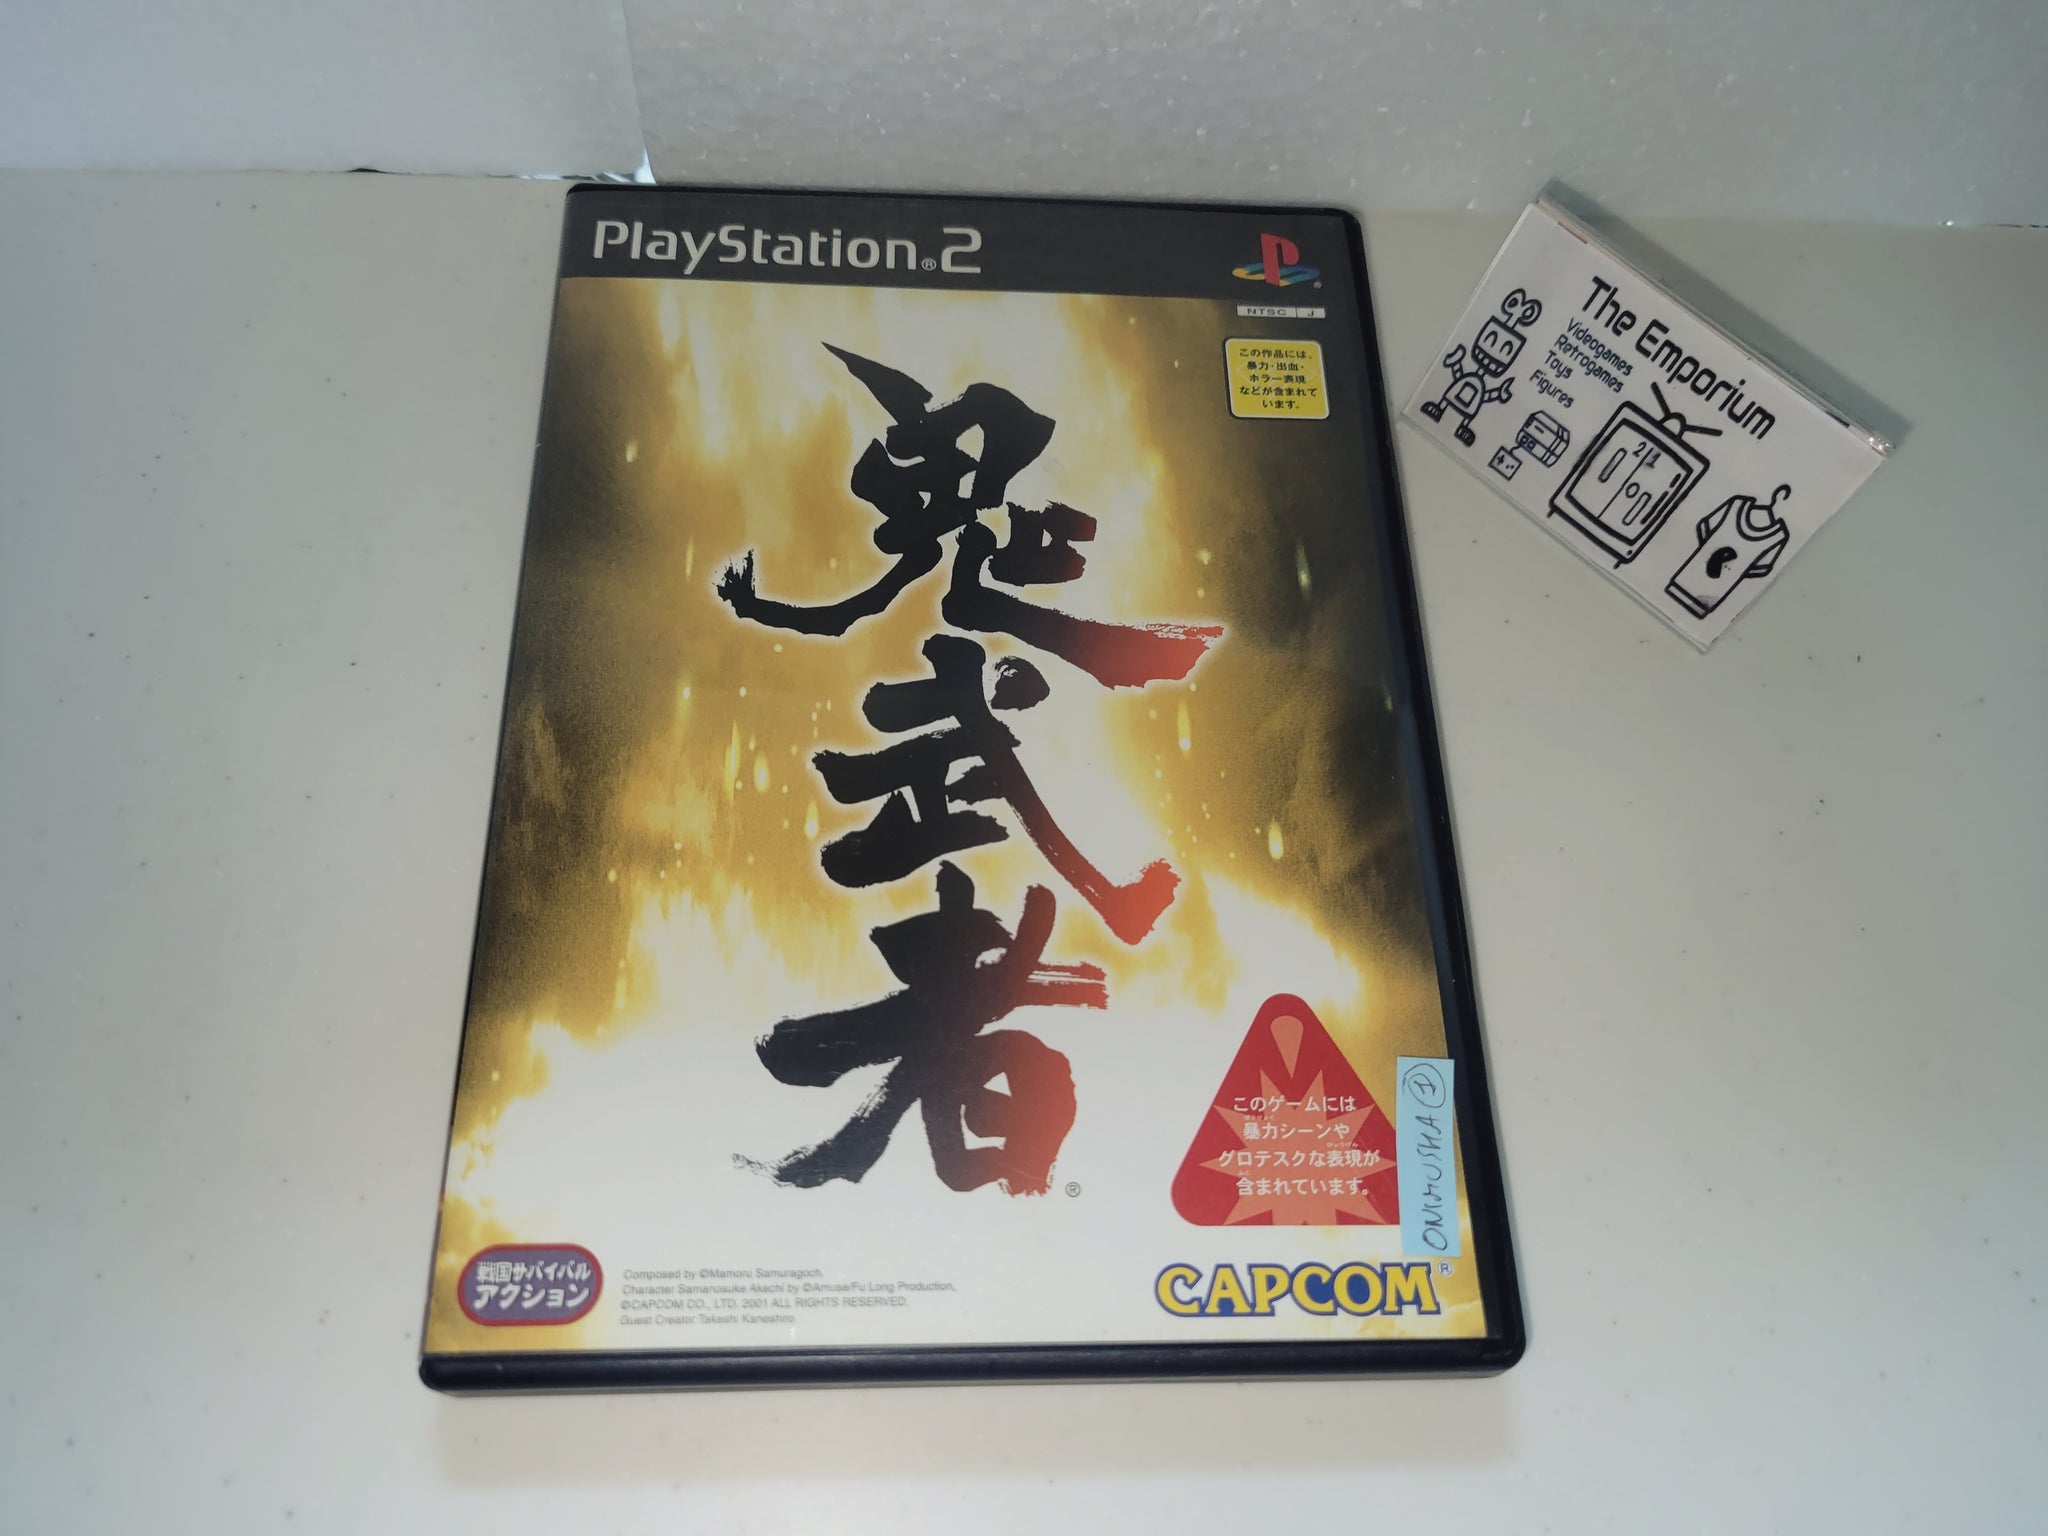 PlayStation®2
NTSC J
この作品には、
暴力・出血・
ホラー表現
などが含まれて
います。
鬼武者®
このゲームには
暴力シーンや
グロテスクな表現が
含まれています。
ONIMUSHA 1
戦国サバイバル
アクション
Composed by ©Mamoru Samuragoch.
Character Samanosuke Akechi by ©Amuse/Fu Long Production,
©CAPCOM CO., LTD. 2001 ALL RIGHTS RESERVED.
Guest Creator Takeshi Kaneshiro
CAPCOM®
The Emporium
Videogames
Retrogames
Toys
Figures
21